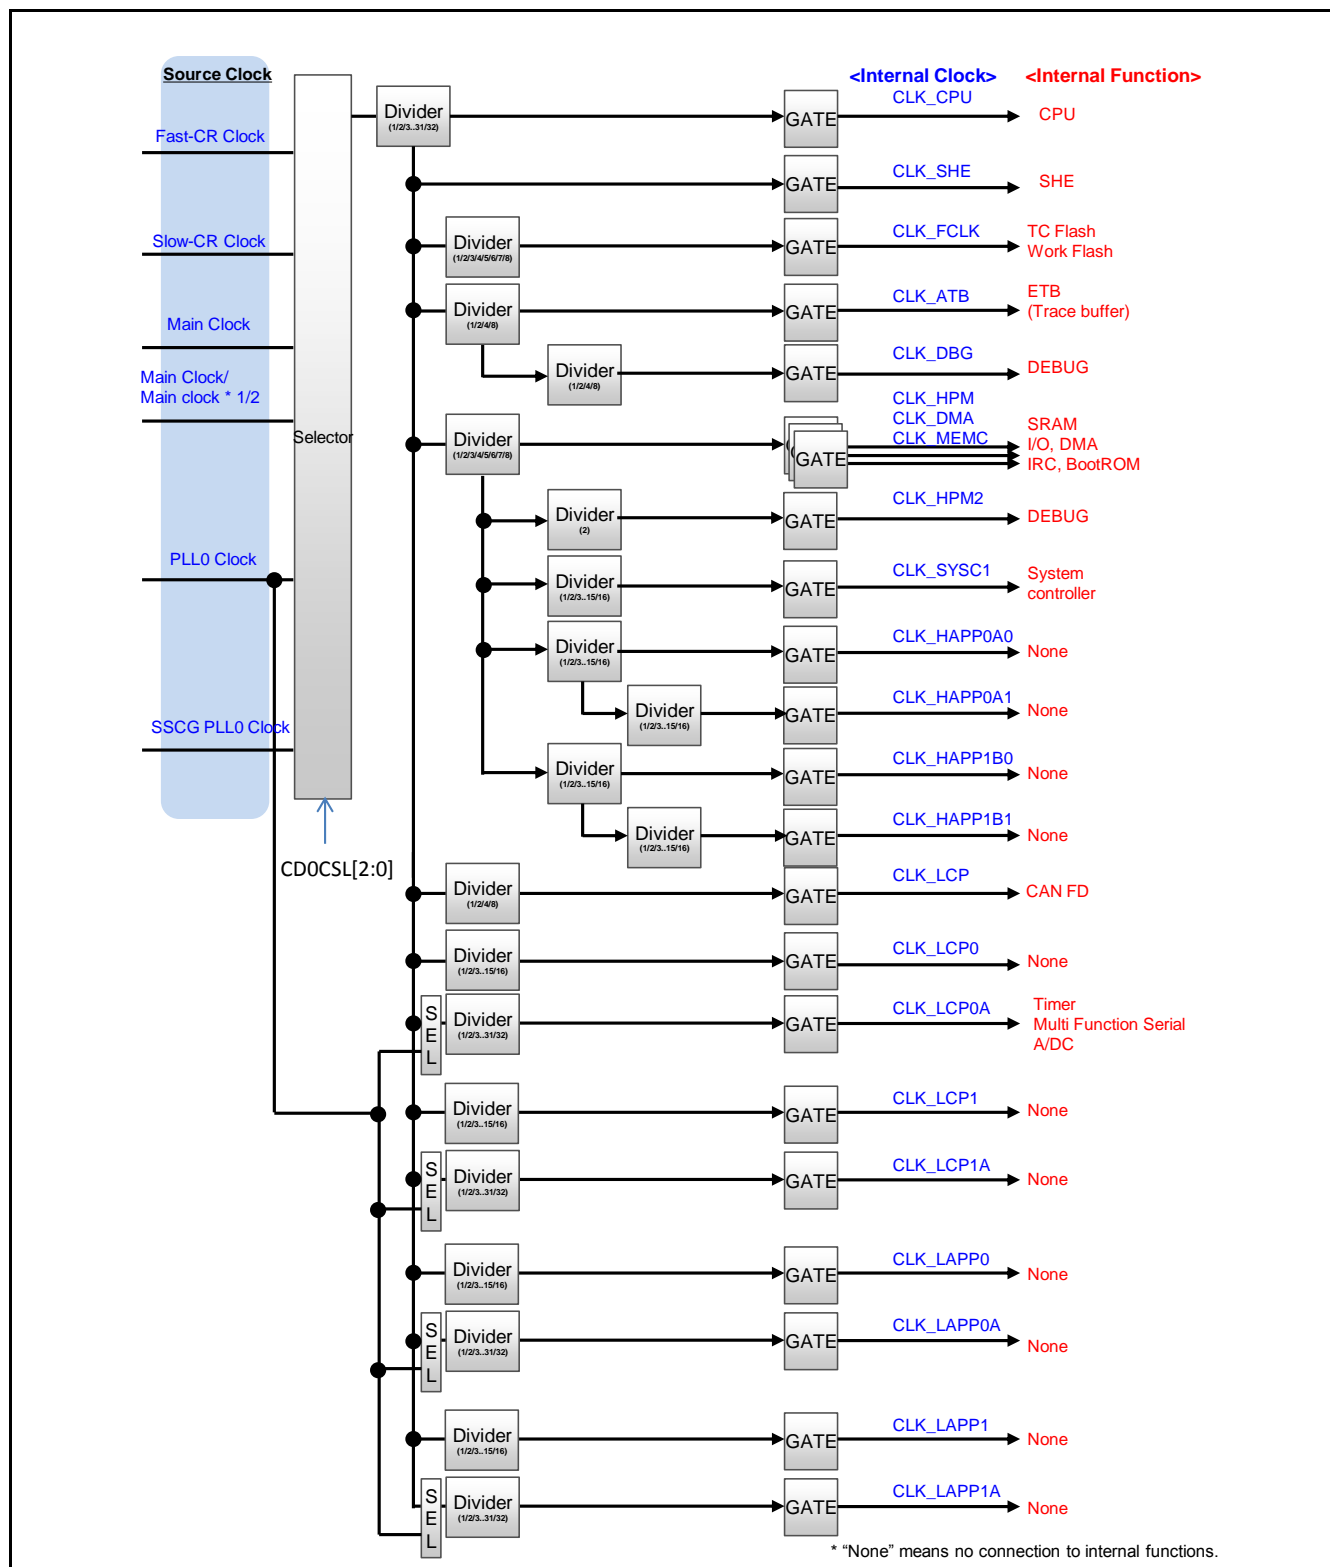 Source Clock
<Internal Clock>
<Internal Function>
Divider
(1/2/3..31/32)
GATE
CLK_CPU
CPU
Fast-CR Clock
GATE
CLK_SHE
SHE
Slow-CR Clock
Divider
(1/2/3/4/5/6/7/8)
GATE
CLK_FCLK
TC Flash
Work Flash
Divider
(1/2/4/8)
GATE
CLK_ATB
ETB
(Trace buffer)
Main Clock
Divider
(1/2/4/8)
GATE
CLK_DBG
DEBUG
Main Clock/
Main clock * 1/2
Selector
Divider
(1/2/3/4/5/6/7/8)
GATE
CLK_HPM
CLK_DMA
CLK_MEMC
SRAM
I/O, DMA
IRC, BootROM
Divider
(2)
GATE
CLK_HPM2
DEBUG
PLL0 Clock
Divider
(1/2/3..15/16)
GATE
CLK_SYSC1
System
controller
Divider
(1/2/3..15/16)
GATE
CLK_HAPP0A0
None
Divider
(1/2/3..15/16)
GATE
CLK_HAPP0A1
None
SSCG PLL0 Clock
Divider
(1/2/3..15/16)
GATE
CLK_HAPP1B0
None
Divider
(1/2/3..15/16)
GATE
CLK_HAPP1B1
None
CD0CSL[2:0]
Divider
(1/2/4/8)
GATE
CLK_LCP
CAN FD
Divider
(1/2/3..15/16)
GATE
CLK_LCP0
None
S
E
L
Divider
(1/2/3..31/32)
GATE
CLK_LCP0A
Timer
Multi Function Serial
A/DC
Divider
(1/2/3..15/16)
GATE
CLK_LCP1
None
S
E
L
Divider
(1/2/3..31/32)
GATE
CLK_LCP1A
None
Divider
(1/2/3..15/16)
GATE
CLK_LAPP0
None
S
E
L
Divider
(1/2/3..31/32)
GATE
CLK_LAPP0A
None
Divider
(1/2/3..15/16)
GATE
CLK_LAPP1
None
S
E
L
Divider
(1/2/3..31/32)
GATE
CLK_LAPP1A
None
* “None” means no connection to internal functions.